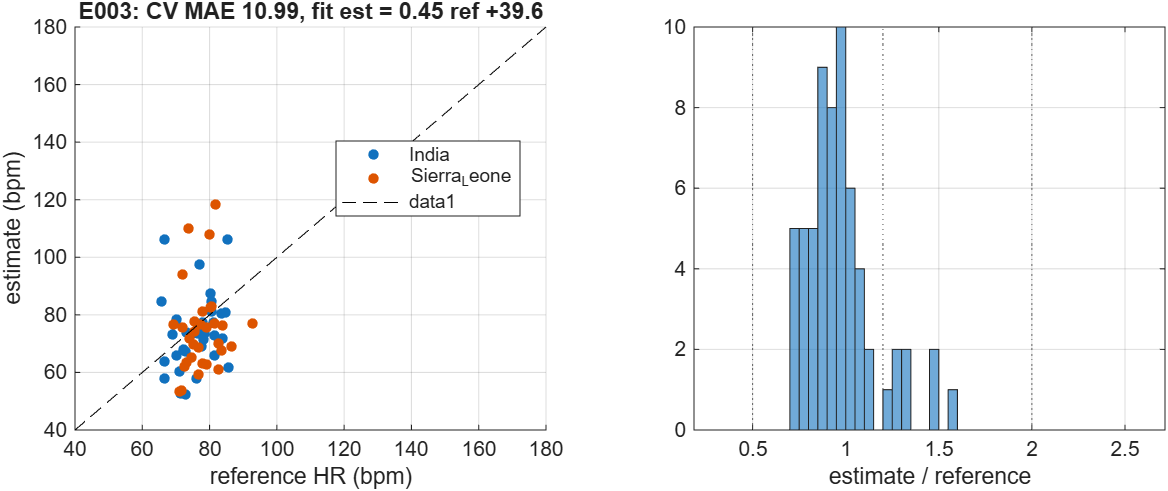 E003: CV MAE 10.99, fit est = 0.45 ref +39.6
180
160
140
120
100
80
60
40
40 60 80 100 120 140 160 180
estimate (bpm)
reference HR (bpm)
India
Sierra_Leone
data1
10
8
6
4
2
0
0.5 1 1.5 2 2.5
estimate / reference